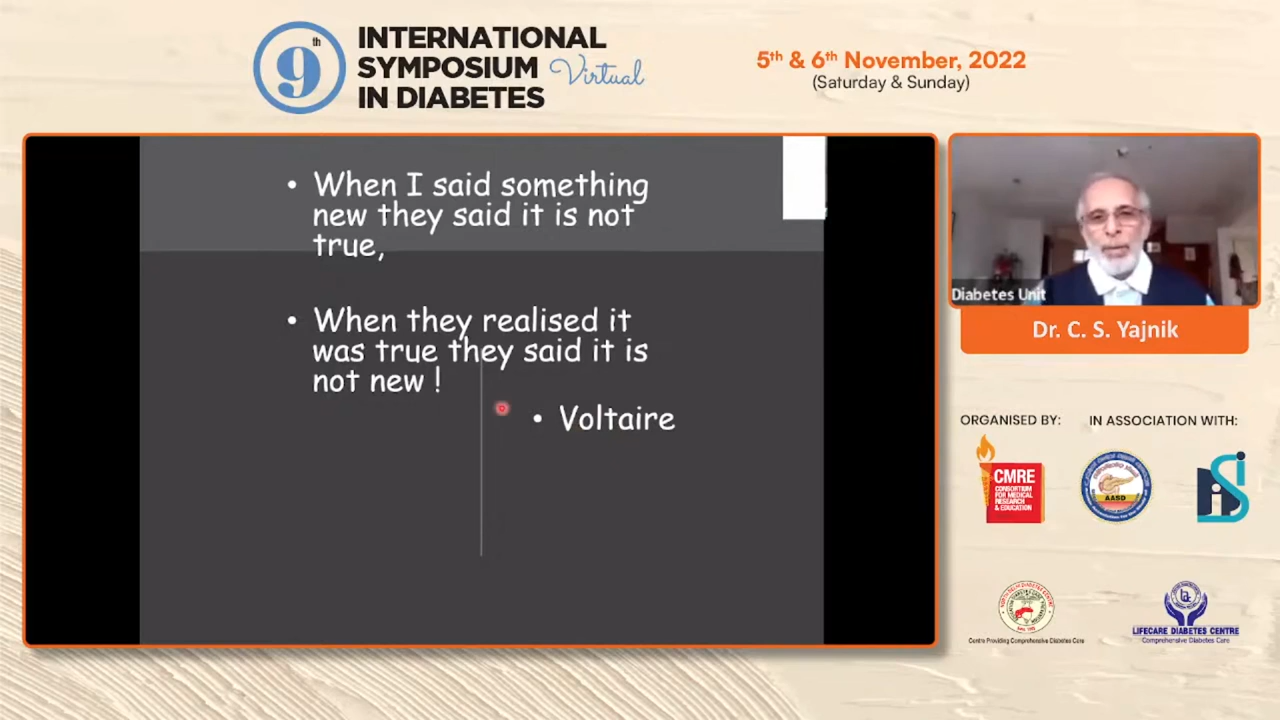 9th
INTERNATIONAL
SYMPOSIUM Virtual
IN DIABETES
5th & 6th November, 2022
(Saturday & Sunday)
• When I said something
new they said it is not
true,
• When they realised it
was true they said it is
not new !
• Voltaire
Diabetes Unit
Dr. C. S. Yajnik
ORGANISED BY:
IN ASSOCIATION WITH:
CMRE
CONSORTIUM
FOR MEDICAL
RESEARCH
& EDUCATION
AASD
Centre Providing Comprehensive Diabetes Care
LIFECARE DIABETES CENTRE
Comprehensive Diabetes Care